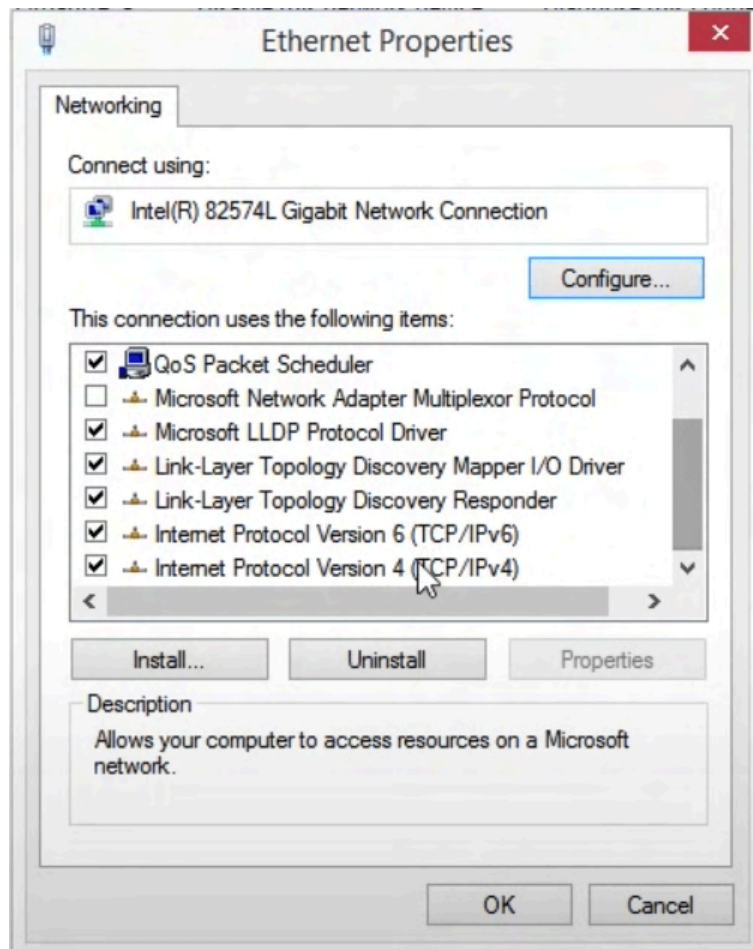 Ethernet Properties
Networking
Connect using:
Intel(R) 82574L Gigabit Network Connection
Configure...
This connection uses the following items:
QoS Packet Scheduler
Microsoft Network Adapter Multiplexor Protocol
Microsoft LLDP Protocol Driver
Link-Layer Topology Discovery Mapper I/O Driver
Link-Layer Topology Discovery Responder
Internet Protocol Version 6 (TCP/IPv6)
Internet Protocol Version 4 (TCP/IPv4)
Install...
Uninstall
Properties
Description
Allows your computer to access resources on a Microsoft
network.
OK
Cancel